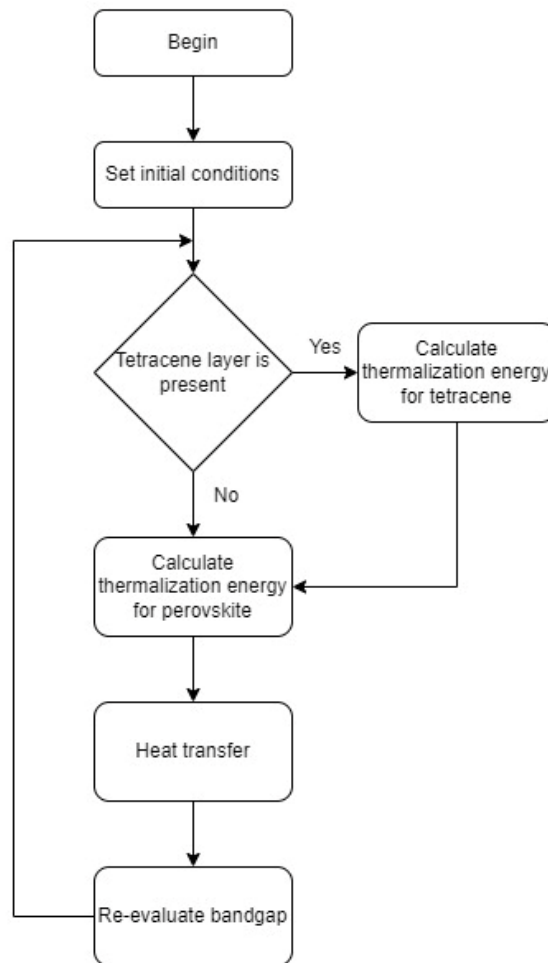 Begin
Set initial conditions
Tetracene layer is
present
Yes
Calculate
thermalization energy
for tetracene
No
Calculate
thermalization energy
for perovskite
Heat transfer
Re-evaluate bandgap